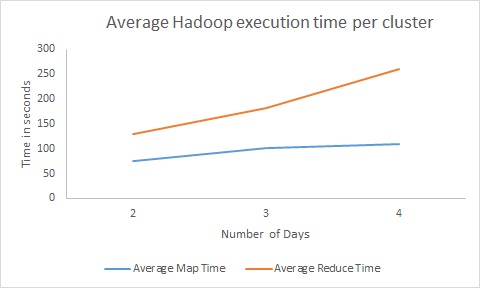 Average Hadoop execution time per cluster
300
250
200
150
100
50
0
Time in seconds
2 3 4
Number of Days
Average Map Time Average Reduce Time